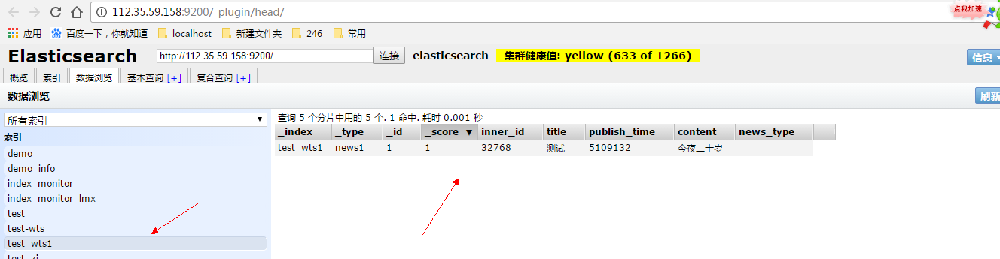 点我加速
112.35.59.158:9200/_plugin/head/
应用 百度一下，你就知道 localhost 新建文件夹 246 常用
Elasticsearch http://112.35.59.158:9200/ 连接 elasticsearch 集群健康值: yellow (633 of 1266) 信息
概览 索引 数据浏览 基本查询 [+] 复合查询 [+]
数据浏览 刷新
所有索引
索引
demo
demo_info
index_monitor
index_monitor_lmx
test
test-wts
test_wts1
查询 5 个分片中用的 5 个. 1 命中. 耗时 0.001 秒
_index _type _id _score ▼ inner_id title publish_time content news_type
test_wts1 news1 1 1 32768 测试 5109132 今夜二十岁